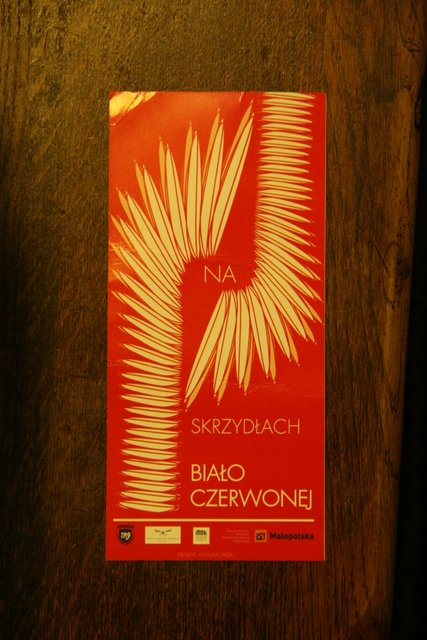 NA
SKRZYDŁACH
BIAŁO
CZERWONEJ
Małopolska